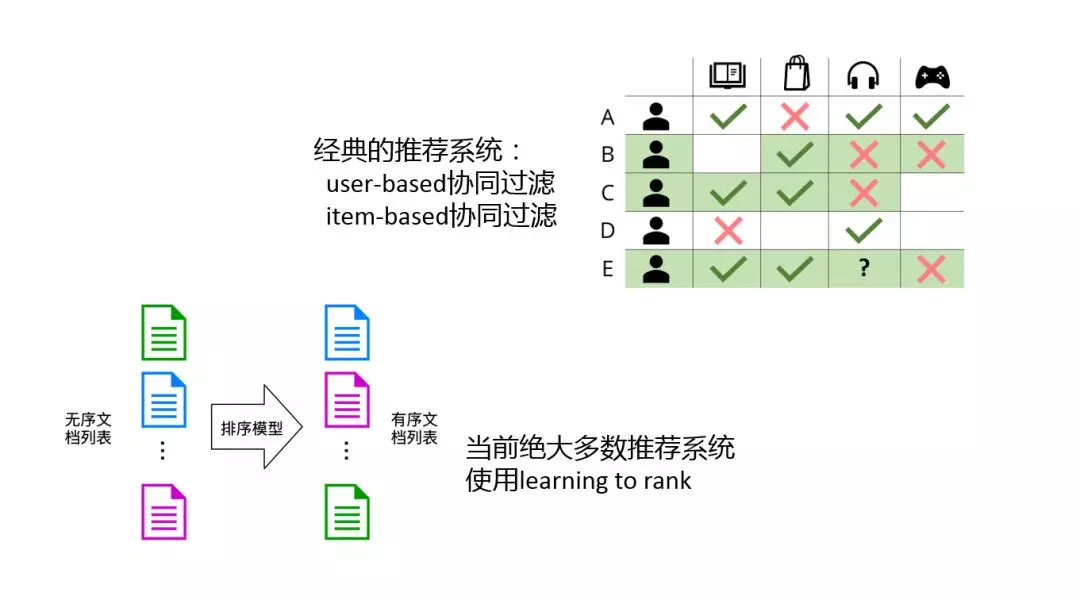 经典的推荐系统：
user-based协同过滤
item-based协同过滤
A
B
C
D
E
?
无序文
档列表
排序模型
有序文
档列表
当前绝大多数推荐系统
使用learning to rank